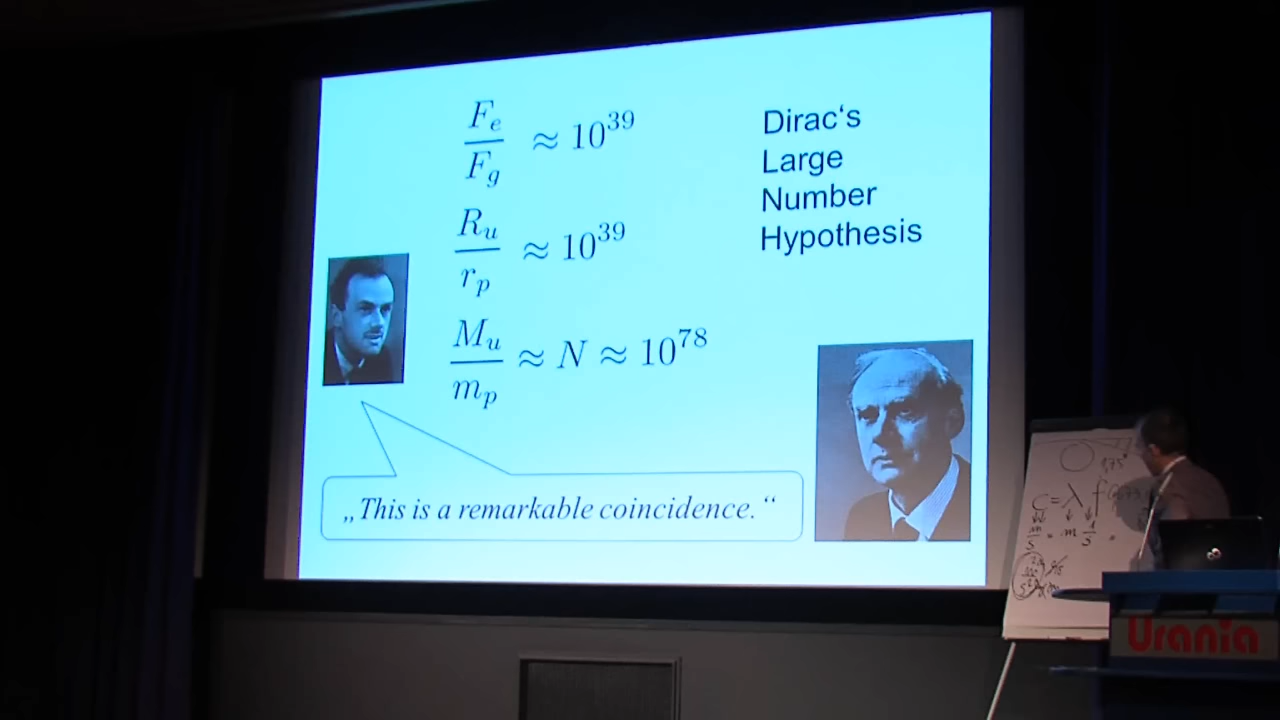 F_e / F_g ≈ 10^39
R_u / r_p ≈ 10^39
M_u / m_p ≈ N ≈ 10^78
Dirac‘s
Large
Number
Hypothesis
„This is a remarkable coincidence.“
c = λ f
Urania